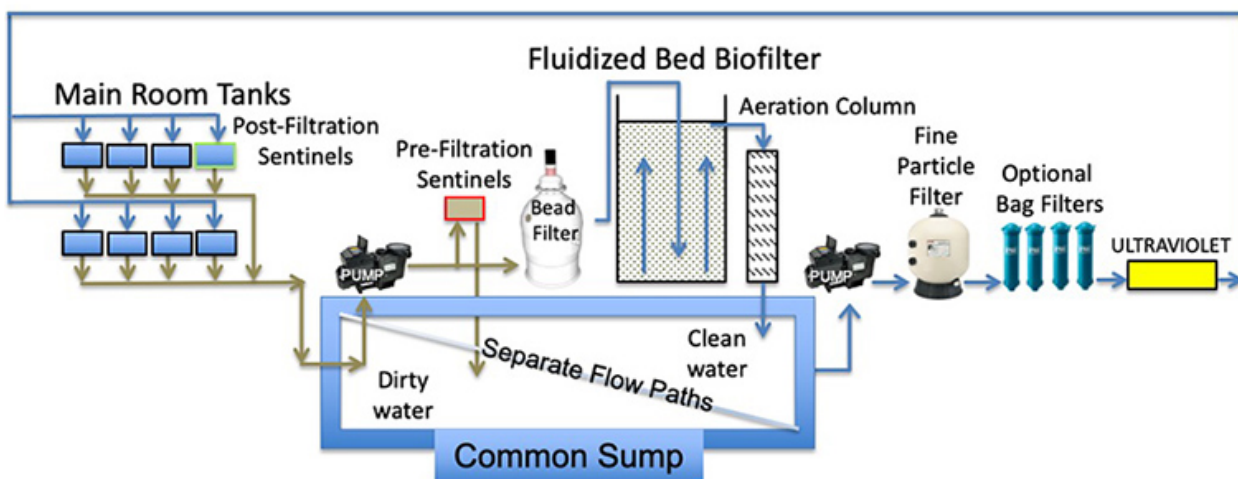 Fluidized Bed Biofilter
Main Room Tanks
Post-Filtration
Sentinels
Pre-Filtration
Sentinels
Aeration Column
Fine
Particle
Filter
Optional
Bag Filters
Bead
Filter
ULTRAVIOLET
PUMP
PUMP
Dirty
water
Separate Flow Paths
Clean
water
Common Sump